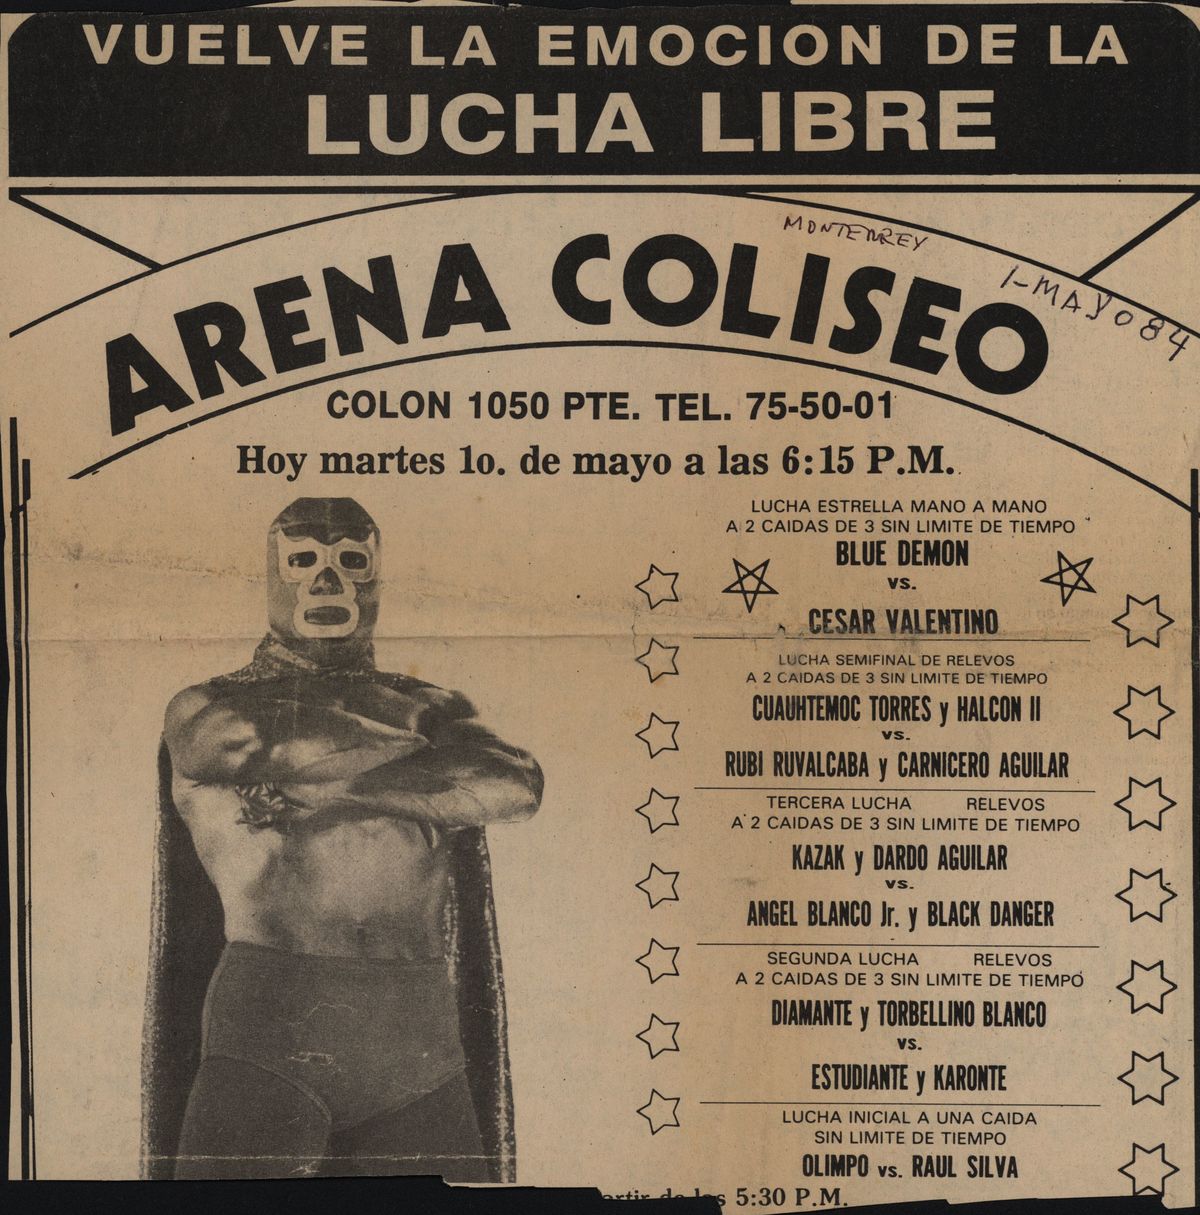 VUELVE LA EMOCION DE LA
LUCHA LIBRE
MONTERREY
1-MAYO 84
ARENA COLISEO
COLON 1050 PTE. TEL. 75-50-01
Hoy martes 1o. de mayo a las 6:15 P.M.
LUCHA ESTRELLA MANO A MANO
A 2 CAIDAS DE 3 SIN LIMITE DE TIEMPO
BLUE DEMON
vs.
CESAR VALENTINO
LUCHA SEMIFINAL DE RELEVOS
A 2 CAIDAS DE 3 SIN LIMITE DE TIEMPO
CUAUHTEMOC TORRES y HALCON II
vs.
RUBI RUVALCABA y CARNICERO AGUILAR
TERCERA LUCHA RELEVOS
A 2 CAIDAS DE 3 SIN LIMITE DE TIEMPO
KAZAK y DARDO AGUILAR
vs.
ANGEL BLANCO Jr. y BLACK DANGER
SEGUNDA LUCHA RELEVOS
A 2 CAIDAS DE 3 SIN LIMITE DE TIEMPO
DIAMANTE y TORBELLINO BLANCO
vs.
ESTUDIANTE y KARONTE
LUCHA INICIAL A UNA CAIDA
SIN LIMITE DE TIEMPO
OLIMPO vs. RAUL SILVA
de las 5:30 P.M.